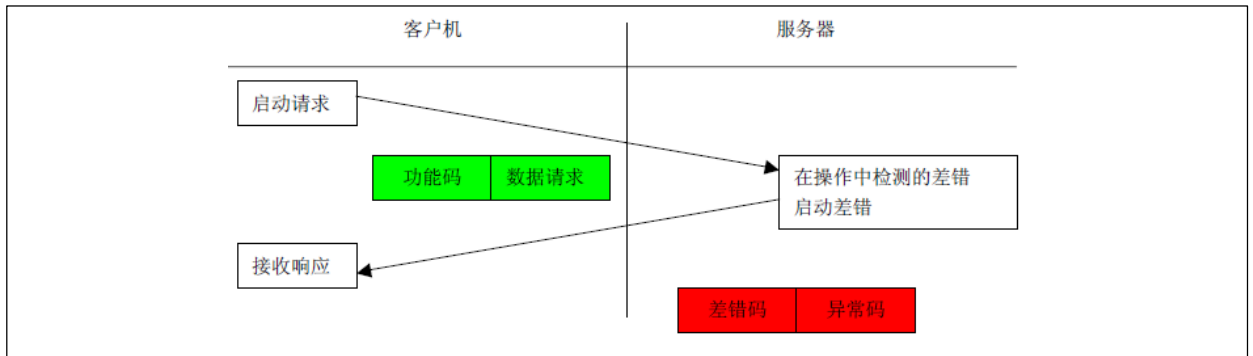 客户机 服务器
启动请求
功能码 数据请求
在操作中检测的差错
启动差错
接收响应
差错码 异常码